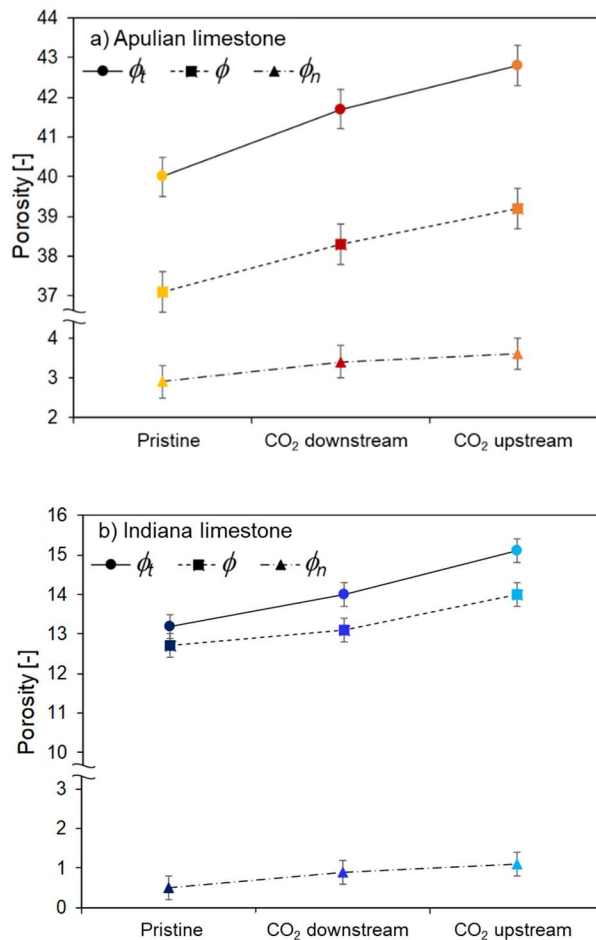 44
a) Apulian limestone
43
ϕt ϕ ϕn
42
41
40
39
38
37
4
3
2
Porosity [-]
Pristine CO2 downstream CO2 upstream
16
b) Indiana limestone
15
ϕt ϕ ϕn
14
13
12
11
10
5
3
2
1
0
Porosity [-]
Pristine CO2 downstream CO2 upstream